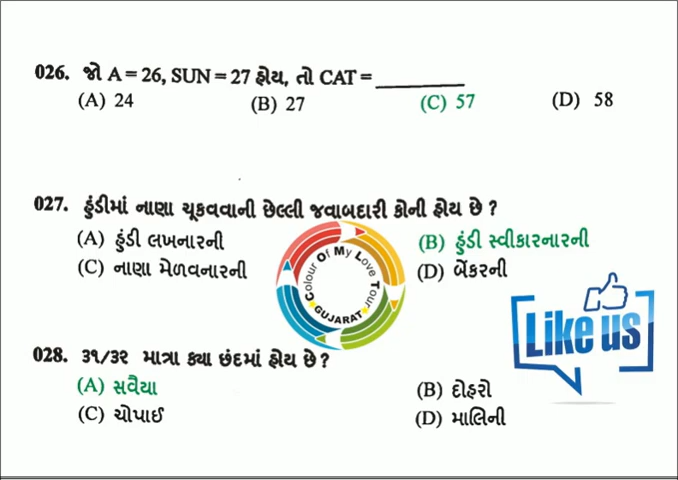 026. જો A = 26, SUN = 27 હોય, તો CAT = ________
(A) 24 (B) 27 (C) 57 (D) 58
027. હુંડીમાં નાણા ચૂકવવાની છેલ્લી જવાબદારી કોની હોય છે ?
(A) હુંડી લખનારની (B) હુંડી સ્વીકારનારની
(C) નાણા મેળવનારની (D) બેંકરની
Colour Of My Love Tour
GUJARAT
Like us
028. ૩૧/૩૨ માત્રા ક્યા છંદમાં હોય છે ?
(A) સવૈયા (B) દોહરો
(C) ચોપાઈ (D) માલિની